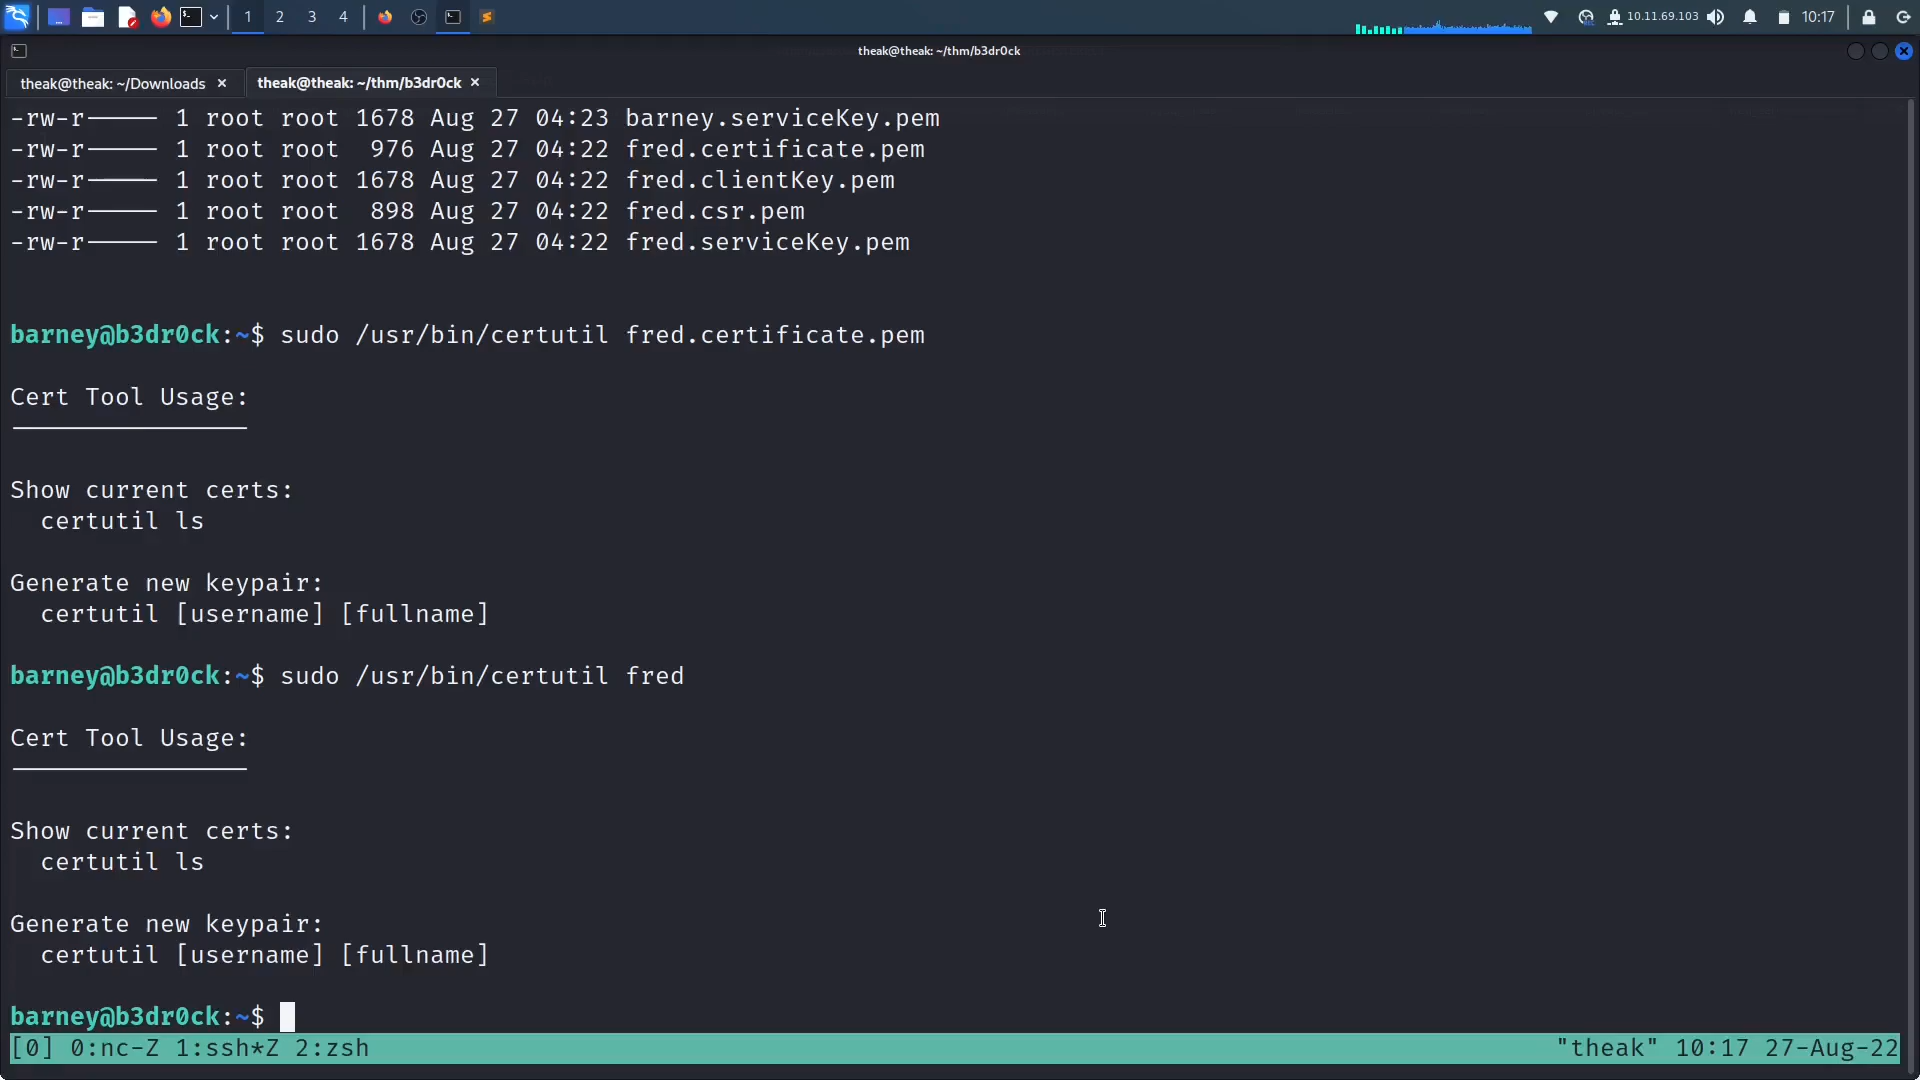 1 2 3 4 10.11.69.103 10:17
theak@theak: ~/thm/b3dr0ck
theak@theak: ~/Downloads × theak@theak: ~/thm/b3dr0ck ×
-rw-r----- 1 root root 1678 Aug 27 04:23 barney.serviceKey.pem
-rw-r----- 1 root root  976 Aug 27 04:22 fred.certificate.pem
-rw-r----- 1 root root 1678 Aug 27 04:22 fred.clientKey.pem
-rw-r----- 1 root root  898 Aug 27 04:22 fred.csr.pem
-rw-r----- 1 root root 1678 Aug 27 04:22 fred.serviceKey.pem
barney@b3dr0ck:~$ sudo /usr/bin/certutil fred.certificate.pem
Cert Tool Usage:
----------------
Show current certs:
  certutil ls
Generate new keypair:
  certutil [username] [fullname]
barney@b3dr0ck:~$ sudo /usr/bin/certutil fred
Cert Tool Usage:
----------------
Show current certs:
  certutil ls
Generate new keypair:
  certutil [username] [fullname]
barney@b3dr0ck:~$
[0] 0:nc-Z 1:ssh*Z 2:zsh "theak" 10:17 27-Aug-22